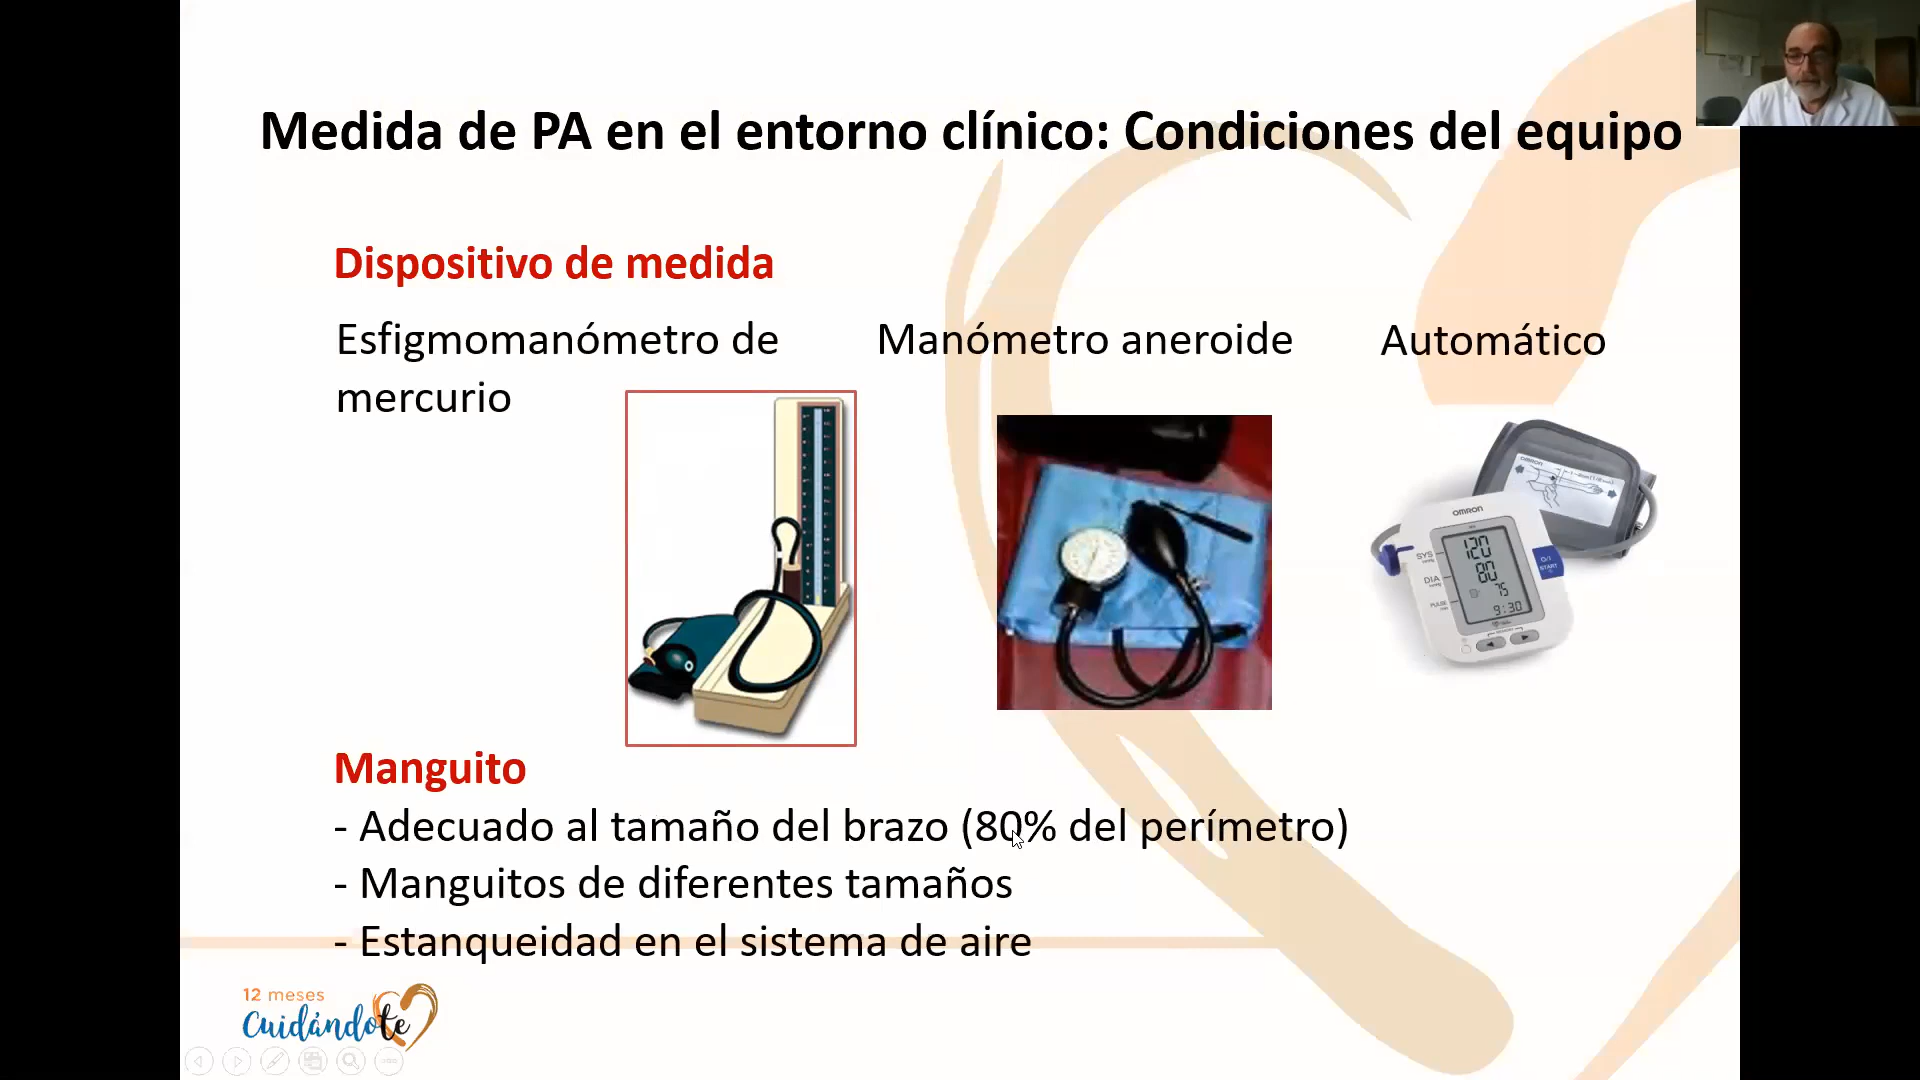 Medida de PA en el entorno clínico: Condiciones del equipo
Dispositivo de medida
Esfigmomanómetro de
mercurio
Manómetro aneroide
Automático
OMRON
OMRON
SYS
120
DIA
80
PULSE
75
9:30
O/I
START
Manguito
- Adecuado al tamaño del brazo (80% del perímetro)
- Manguitos de diferentes tamaños
- Estanqueidad en el sistema de aire
12 meses
Cuidándote